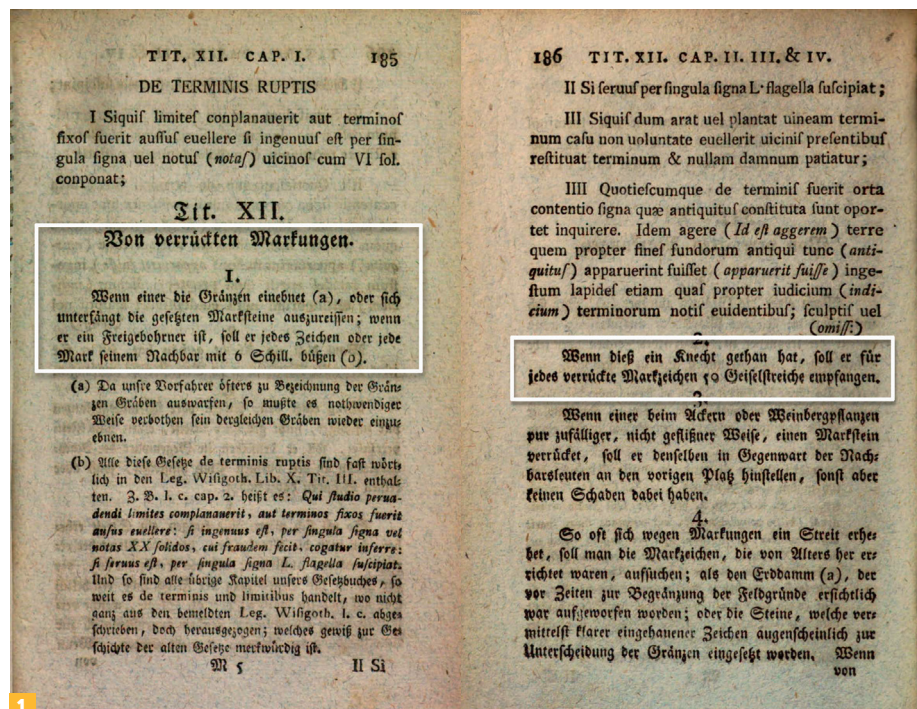 TIT. XII. CAP. I. 185
DE TERMINIS RUPTIS
I Siquiſ limiteſ conplanauerit aut terminoſ
fixoſ fuerit auſſuſ euellere ſi ingenuuſ eſt per ſin-
gula ſigna uel notuſ (notaſ) uicinoſ cum VI ſol.
conponat;
Tit. XII.
Von verrückten Markungen.
I.
Wenn einer die Gränzen einebnet (a), oder ſich
unterfängt die geſetzten Markſteine auszureiſſen; wenn
er ein Freigebohrner iſt, ſoll er jedes Zeichen oder jede
Mark ſeinem Nachbar mit 6 Schill. büßen (b).
(a) Da unſre Vorfahrer öfters zu Bezeichnung der Grän-
zen Gräben auswarfen, ſo mußte es nothwendiger
Weiſe verbothen ſein dergleichen Gräben wieder einzu-
ebnen.
(b) Alle dieſe Geſetze de terminis ruptis ſind faſt wört-
lich in den Leg. Wiſigoth. Lib. X. Tit. III. enthal-
ten. Z. B. l. c. cap. 2. heißt es: Qui ſtudio perua-
dendi limites complanauerit, aut terminos fixos fuerit
auſus euellere: ſi ingenuus eſt, per ſingula ſigna vel
notas XX ſolidos, cui fraudem fecit, cogatur inferre:
ſi ſeruus eſt, per ſingula ſigna L. flagella ſuſcipiat.
Und ſo ſind alle übrige Kapitel unſers Geſetzbuches, ſo
weit es de terminis und limitibus handelt, wo nicht
ganz aus den bemeldten Leg. Wiſigoth. l. c. abge-
ſchrieben, doch herausgezogen; welches gewiß zur Ge-
ſchichte der alten Geſetze merkwürdig iſt.
M 5 II Si
186 TIT. XII. CAP. II. III. & IV.
II Si ſeruuſ per ſingula ſigna L· flagella ſuſcipiat;
III Siquiſ dum arat uel plantat uineam termi-
num caſu non uoluntate euellerit uiciniſ preſentibuſ
reſtituat terminum & nullam damnum patiatur;
IIII Quotieſcumque de terminiſ fuerit orta
contentio ſigna quæ antiquituſ conſtituta ſunt opor-
tet inquirere. Idem agere (Id eſt aggerem) terre
quem propter fineſ fundorum antiqui tunc (anti-
quituſ) apparuerint fuiſſet (apparuerit fuiſſe) inge-
ſtum lapideſ etiam quaſ propter iudicium (indi-
cium) terminorum notiſ euidentibuſ; ſculptiſ uel
(omiſſ:)
2.
Wenn dieß ein Knecht gethan hat, ſoll er für
jedes verrückte Markzeichen 50 Geiſelſtreiche empfangen.
3.
Wenn einer beim Äckern oder Weinbergpflanzen
pur zufälliger, nicht gefliſſner Weiſe, einen Markſtein
verrücket, ſoll er denſelben in Gegenwart der Nach-
barsleuten an den vorigen Platz hinſtellen, ſonſt aber
keinen Schaden dabei haben.
4.
So oft ſich wegen Markungen ein Streit erhe-
bet, ſoll man die Markzeichen, die von Alters her er-
richtet waren, aufſuchen; als den Erddamm (a), der
vor Zeiten zur Begränzung der Feldgründe erſichtlich
war aufgeworfen worden; oder die Steine, welche ver-
mittelſt klarer eingehauener Zeichen augenſcheinlich zur
Unterſcheidung der Gränzen eingeſetzt worden. Wenn
von
1